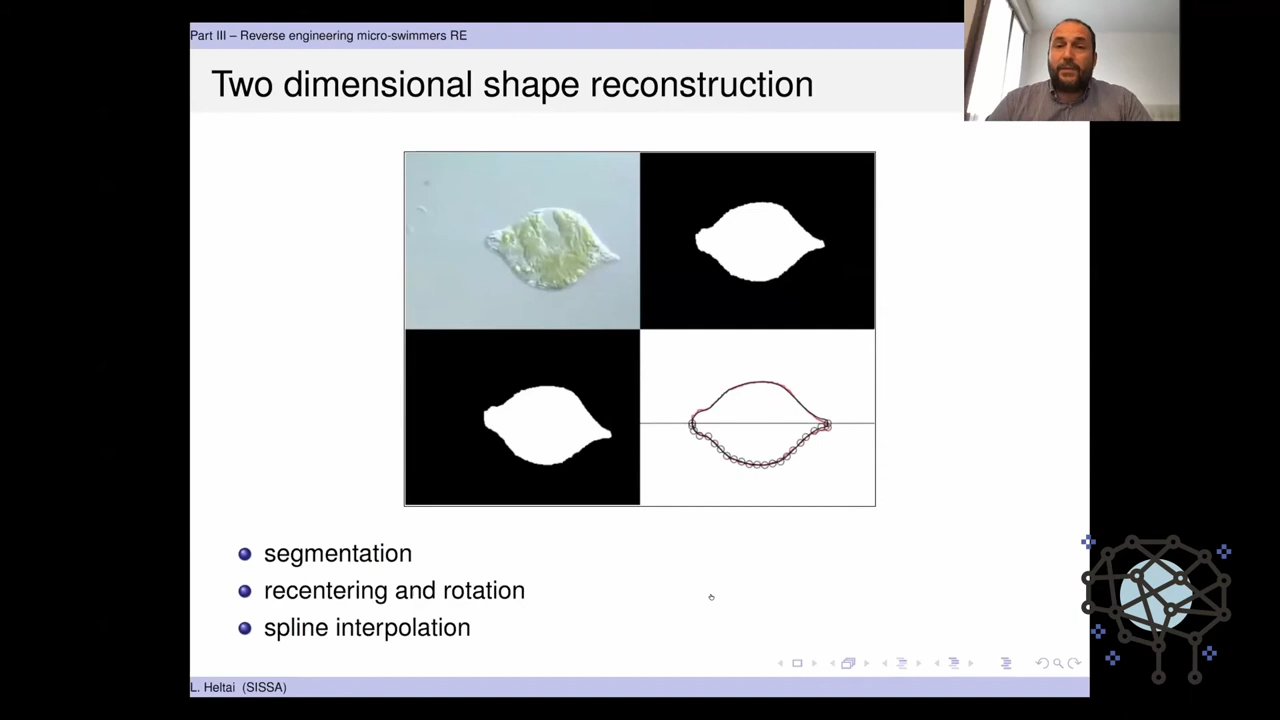 Part III – Reverse engineering micro-swimmers RE
Two dimensional shape reconstruction
segmentation
recentering and rotation
spline interpolation
L. Heltai (SISSA)